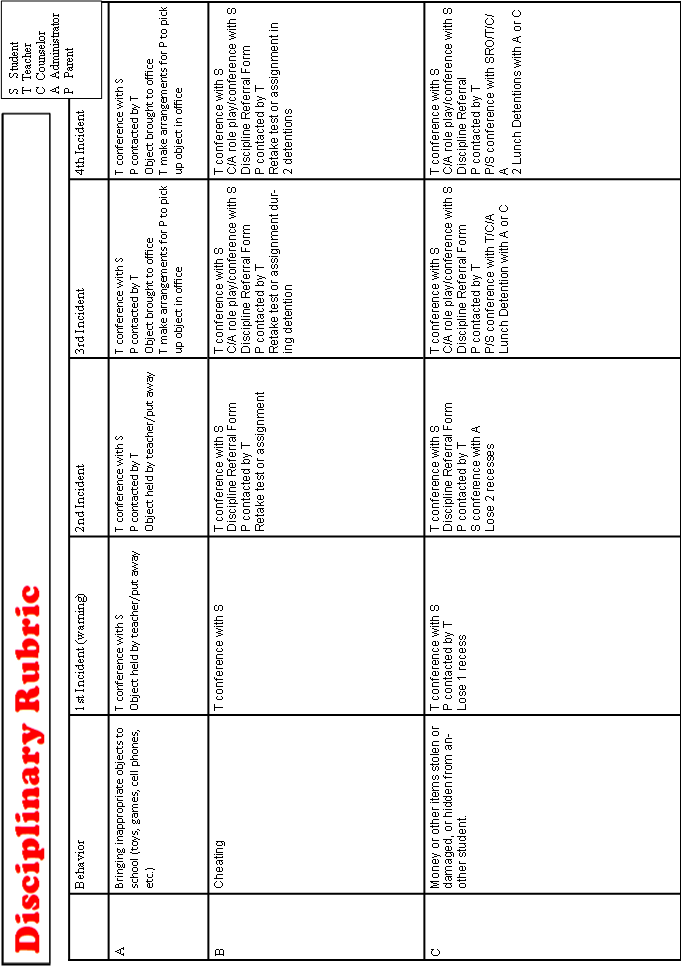 Disciplinary Rubric
S Student
T Teacher
C Counselor
A Administrator
P Parent
Behavior
1st Incident (warning)
2nd Incident
3rd Incident
4th Incident
A
Bringing inappropriate objects to
school (toys, games, cell phones,
etc.)
T conference with S
Object held by teacher/put away
T conference with S
P contacted by T
Object held by teacher/put away
T conference with S
P contacted by T
Object brought to office
T make arrangements for P to pick
up object in office
T conference with S
P contacted by T
Object brought to office
T make arrangements for P to pick
up object in office
B
Cheating
T conference with S
T conference with S
Discipline Referral Form
P contacted by T
Retake test or assignment
T conference with S
C/A role play/conference with S
Discipline Referral Form
P contacted by T
Retake test or assignment dur-
ing detention
T conference with S
C/A role play/conference with S
Discipline Referral Form
P contacted by T
Retake test or assignment in
2 detentions
C
Money or other items stolen or
damaged, or hidden from an-
other student.
T conference with S
P contacted by T
Lose 1 recess
T conference with S
Discipline Referral Form
P contacted by T
S conference with A
Lose 2 recesses
T conference with S
C/A role play/conference with S
Discipline Referral Form
P contacted by T
P/S conference with T/C/A
Lunch Detention with A or C
T conference with S
C/A role play/conference with S
Discipline Referral
P contacted by T
P/S conference with SRO/T/C/
A
2 Lunch Detentions with A or C